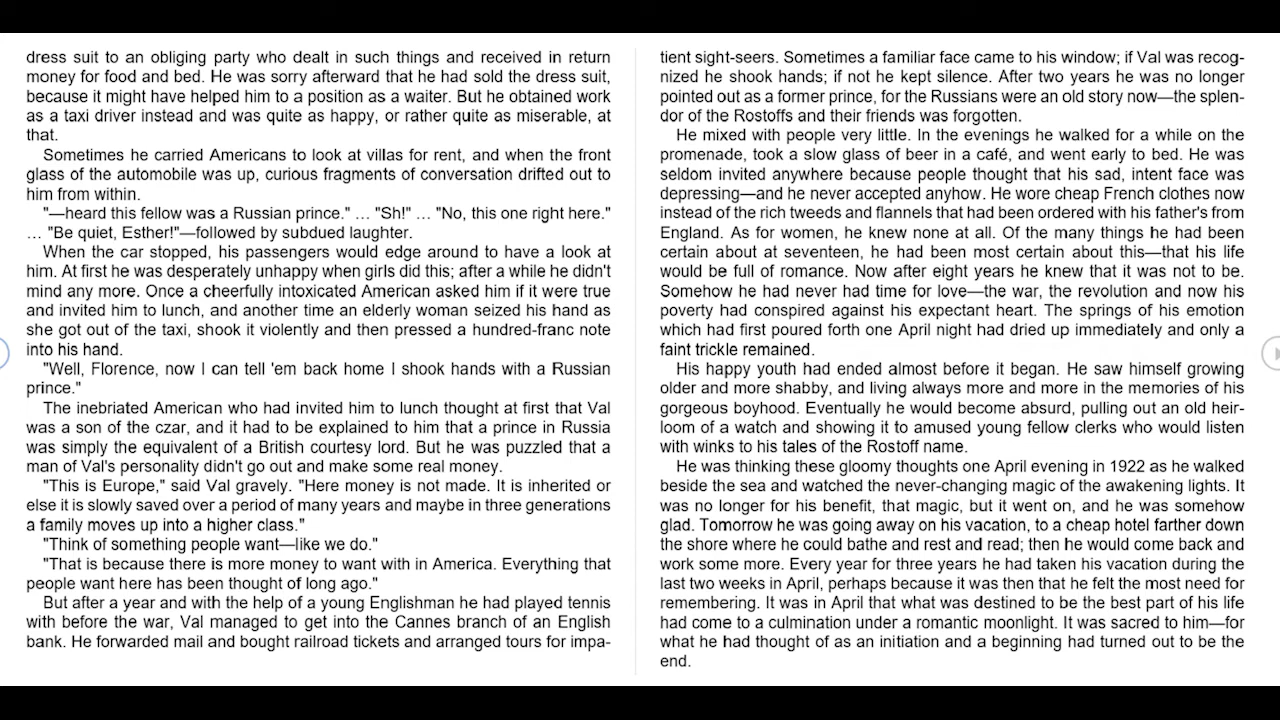 dress suit to an obliging party who dealt in such things and received in return
money for food and bed. He was sorry afterward that he had sold the dress suit,
because it might have helped him to a position as a waiter. But he obtained work
as a taxi driver instead and was quite as happy, or rather quite as miserable, at
that.
Sometimes he carried Americans to look at villas for rent, and when the front
glass of the automobile was up, curious fragments of conversation drifted out to
him from within.
"—heard this fellow was a Russian prince." … "Sh!" … "No, this one right here."
… "Be quiet, Esther!"—followed by subdued laughter.
When the car stopped, his passengers would edge around to have a look at
him. At first he was desperately unhappy when girls did this; after a while he didn't
mind any more. Once a cheerfully intoxicated American asked him if it were true
and invited him to lunch, and another time an elderly woman seized his hand as
she got out of the taxi, shook it violently and then pressed a hundred-franc note
into his hand.
"Well, Florence, now I can tell 'em back home I shook hands with a Russian
prince."
The inebriated American who had invited him to lunch thought at first that Val
was a son of the czar, and it had to be explained to him that a prince in Russia
was simply the equivalent of a British courtesy lord. But he was puzzled that a
man of Val's personality didn't go out and make some real money.
"This is Europe," said Val gravely. "Here money is not made. It is inherited or
else it is slowly saved over a period of many years and maybe in three generations
a family moves up into a higher class."
"Think of something people want—like we do."
"That is because there is more money to want with in America. Everything that
people want here has been thought of long ago."
But after a year and with the help of a young Englishman he had played tennis
with before the war, Val managed to get into the Cannes branch of an English
bank. He forwarded mail and bought railroad tickets and arranged tours for impa-
tient sight-seers. Sometimes a familiar face came to his window; if Val was recog-
nized he shook hands; if not he kept silence. After two years he was no longer
pointed out as a former prince, for the Russians were an old story now—the splen-
dor of the Rostoffs and their friends was forgotten.
He mixed with people very little. In the evenings he walked for a while on the
promenade, took a slow glass of beer in a café, and went early to bed. He was
seldom invited anywhere because people thought that his sad, intent face was
depressing—and he never accepted anyhow. He wore cheap French clothes now
instead of the rich tweeds and flannels that had been ordered with his father's from
England. As for women, he knew none at all. Of the many things he had been
certain about at seventeen, he had been most certain about this—that his life
would be full of romance. Now after eight years he knew that it was not to be.
Somehow he had never had time for love—the war, the revolution and now his
poverty had conspired against his expectant heart. The springs of his emotion
which had first poured forth one April night had dried up immediately and only a
faint trickle remained.
His happy youth had ended almost before it began. He saw himself growing
older and more shabby, and living always more and more in the memories of his
gorgeous boyhood. Eventually he would become absurd, pulling out an old heir-
loom of a watch and showing it to amused young fellow clerks who would listen
with winks to his tales of the Rostoff name.
He was thinking these gloomy thoughts one April evening in 1922 as he walked
beside the sea and watched the never-changing magic of the awakening lights. It
was no longer for his benefit, that magic, but it went on, and he was somehow
glad. Tomorrow he was going away on his vacation, to a cheap hotel farther down
the shore where he could bathe and rest and read; then he would come back and
work some more. Every year for three years he had taken his vacation during the
last two weeks in April, perhaps because it was then that he felt the most need for
remembering. It was in April that what was destined to be the best part of his life
had come to a culmination under a romantic moonlight. It was sacred to him—for
what he had thought of as an initiation and a beginning had turned out to be the
end.